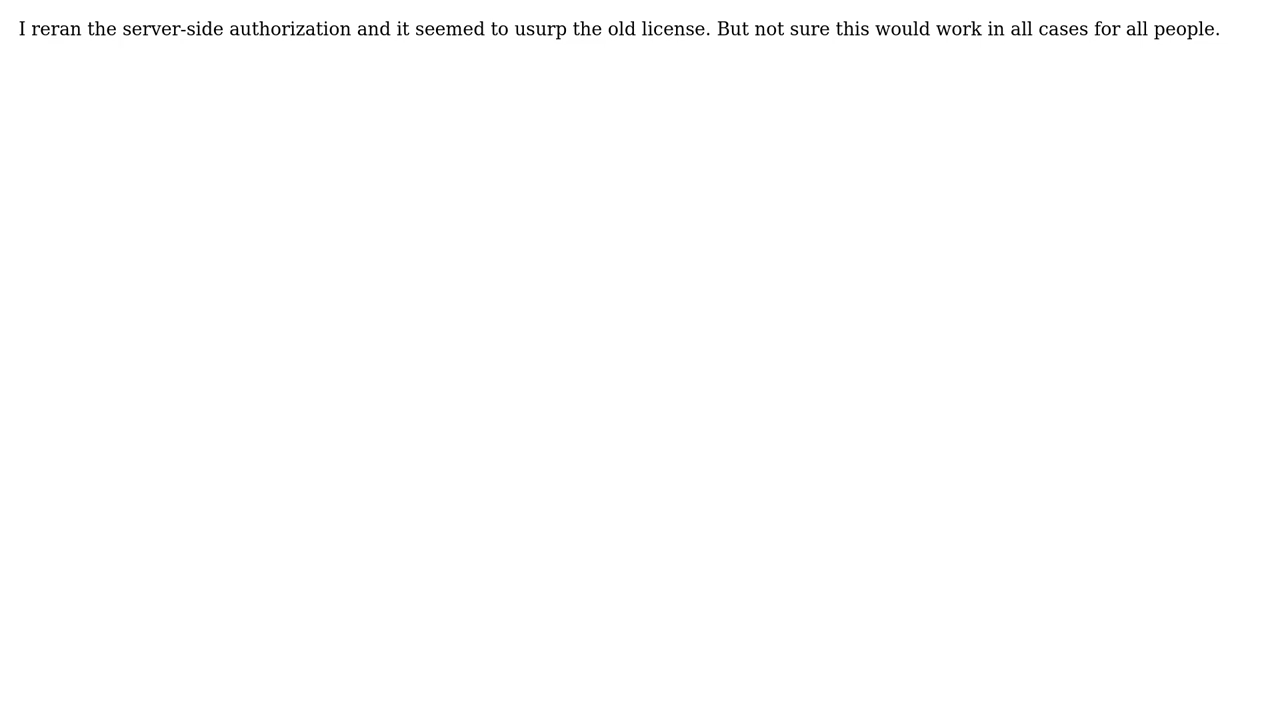 I reran the server-side authorization and it seemed to usurp the old license. But not sure this would work in all cases for all people.